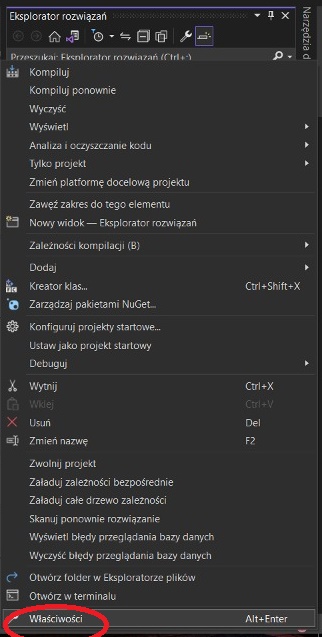 Eksplorator rozwiązań
Przeszukaj: Eksplorator rozwiązań (Ctrl+;)
Narzędzia d
Kompiluj
Kompiluj ponownie
Wyczyść
Wyświetl
Analiza i oczyszczanie kodu
Tylko projekt
Zmień platformę docelową projektu
Zawęź zakres do tego elementu
Nowy widok — Eksplorator rozwiązań
Zależności kompilacji (B)
Dodaj
Kreator klas... Ctrl+Shift+X
Zarządzaj pakietami NuGet...
Konfiguruj projekty startowe...
Ustaw jako projekt startowy
Debuguj
Wytnij Ctrl+X
Wklej Ctrl+V
Usuń Del
Zmień nazwę F2
Zwolnij projekt
Załaduj zależności bezpośrednie
Załaduj całe drzewo zależności
Skanuj ponownie rozwiązanie
Wyświetl błędy przeglądania bazy danych
Wyczyść błędy przeglądania bazy danych
Otwórz folder w Eksploratorze plików
Otwórz w terminalu
Właściwości Alt+Enter